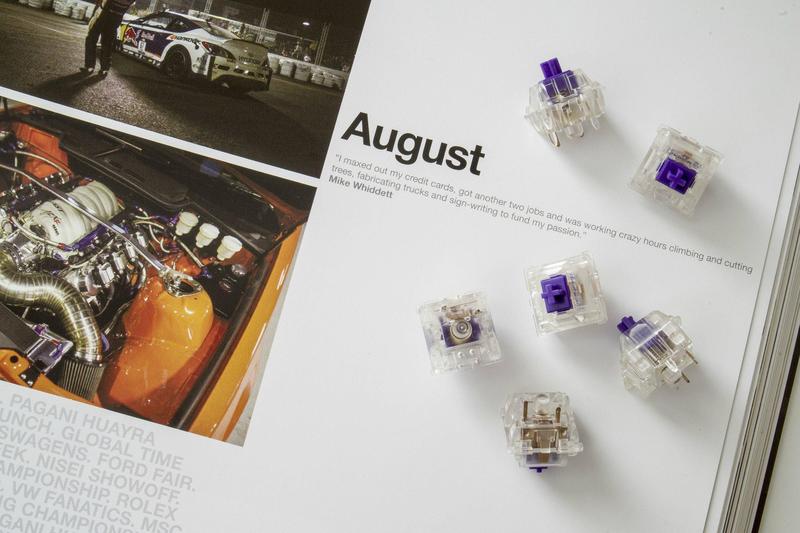 August
"I maxed out my credit cards, got another two jobs and was working crazy hours climbing and cutting
trees, fabricating trucks and sign-writing to fund my passion."
Mike Whiddett
PAGANI HUAYRA
UNCH. GLOBAL TIME
SWAGENS. FORD FAIR.
EEK. NISEI SHOWOFF.
AMPIONSHIP. ROLEX
VW FANATICS. MSC
G CHAMPIONSH
GANI